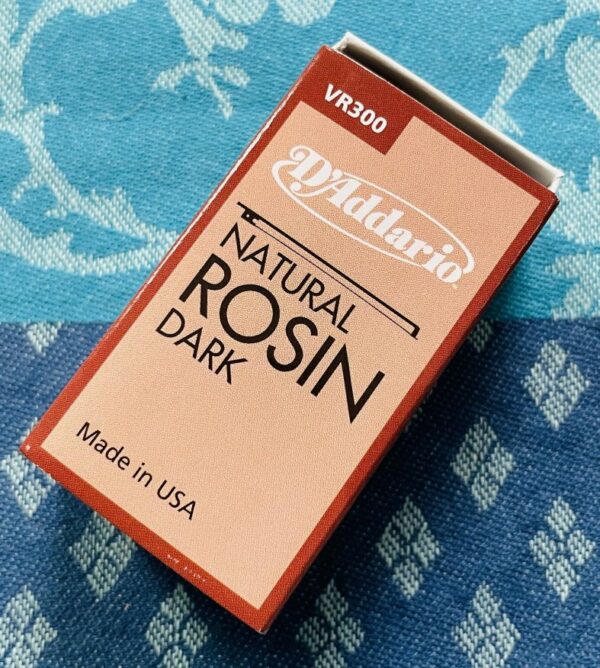 VR300
D'Addario
NATURAL
ROSIN
DARK
Made in USA